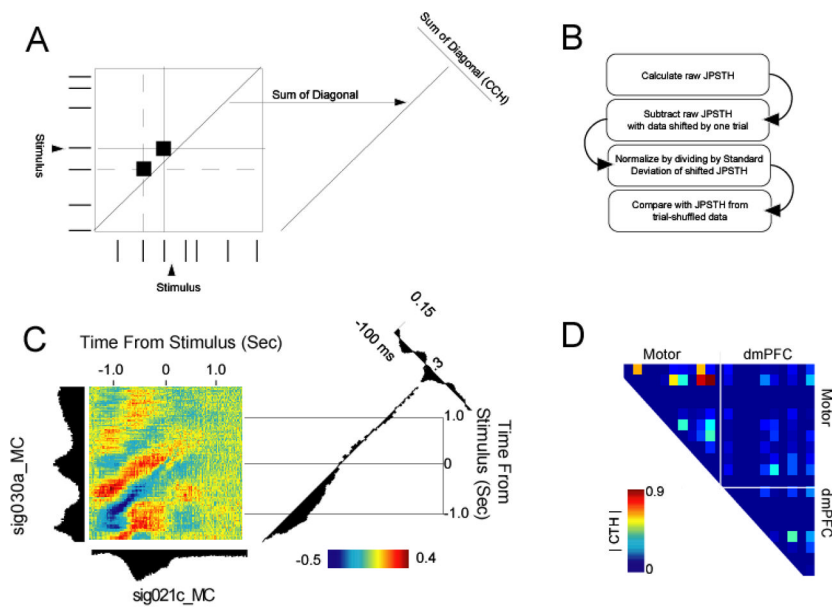 A
Sum of Diagonal (CCH)
Sum of Diagonal
Stimulus
Stimulus
B
Calculate raw JPSTH
Subtract raw JPSTH
with data shifted by one trial
Normalize by dividing by Standard
Deviation of shifted JPSTH
Compare with JPSTH from
trial-shuffled data
C
Time From Stimulus (Sec)
-1.0 0 1.0
sig030a_MC
sig021c_MC
0.15
-100 ms
?
1.0
0
-1.0
Time From
Stimulus (Sec)
-0.5 0.4
D
Motor dmPFC
Motor
dmPFC
| CTH |
0.9
0